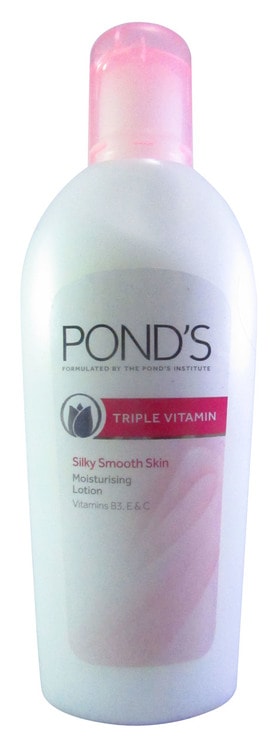 POND'S
FORMULATED BY THE POND'S INSTITUTE
TRIPLE VITAMIN
Silky Smooth Skin
Moisturising
Lotion
Vitamins B3, E & C